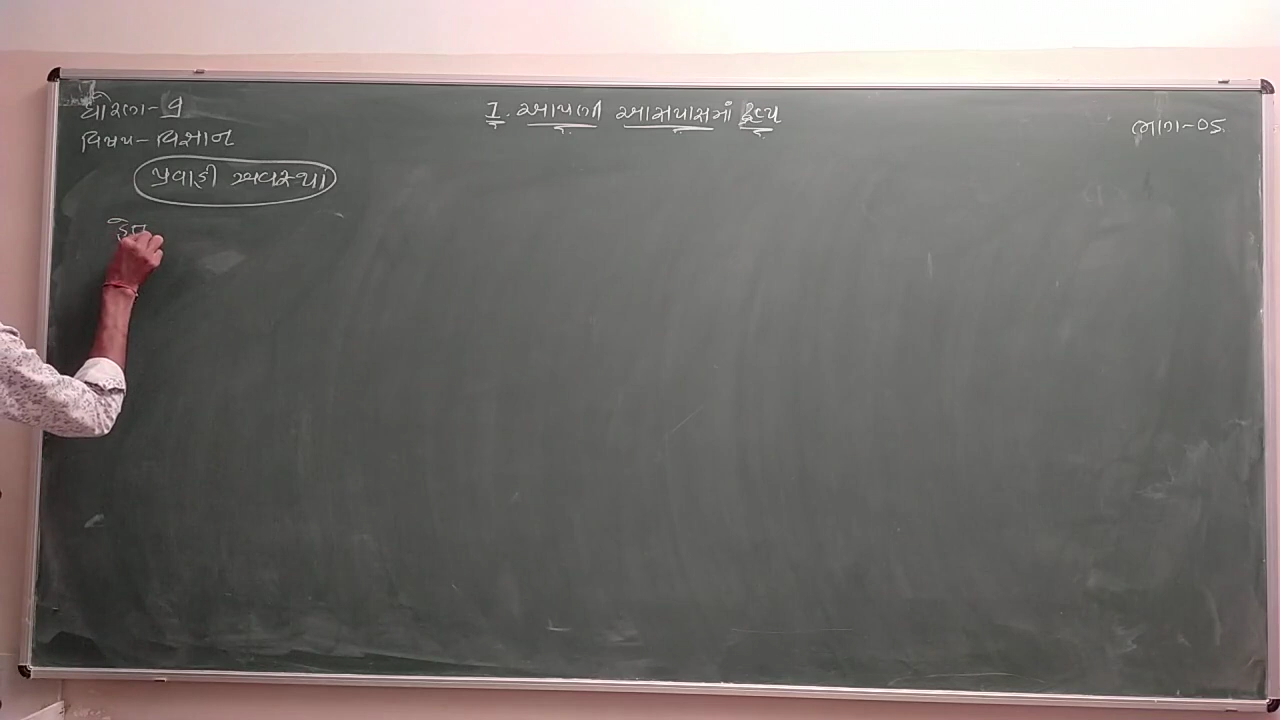 ધોરણ- 9
1. આપણી આસપાસમાં દ્રવ્ય
ભાગ-05
વિષય- વિજ્ઞાન
પ્રવાહી અવસ્થા